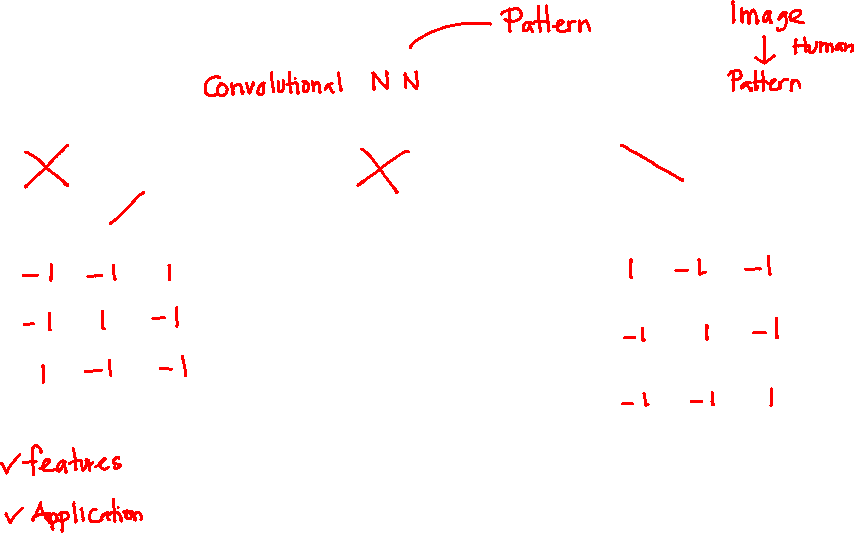 Pattern
Image
Human
Convolutional NN
Pattern
-1 -1 1
1 -1 -1
-1 1 -1
-1 1 -1
1 -1 -1
-1 -1 1
✓ features
✓ Application